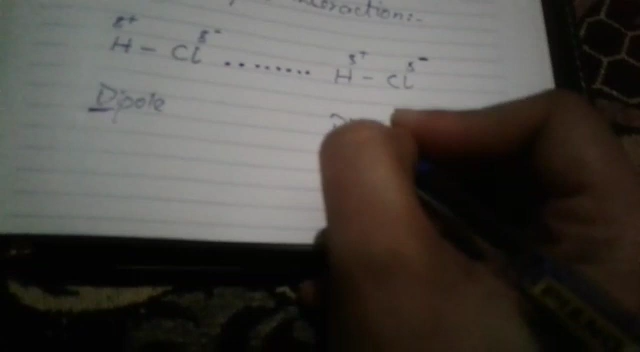 interactions:-
δ+ δ- δ+ δ-
H - Cl ........ H - Cl
Dipole